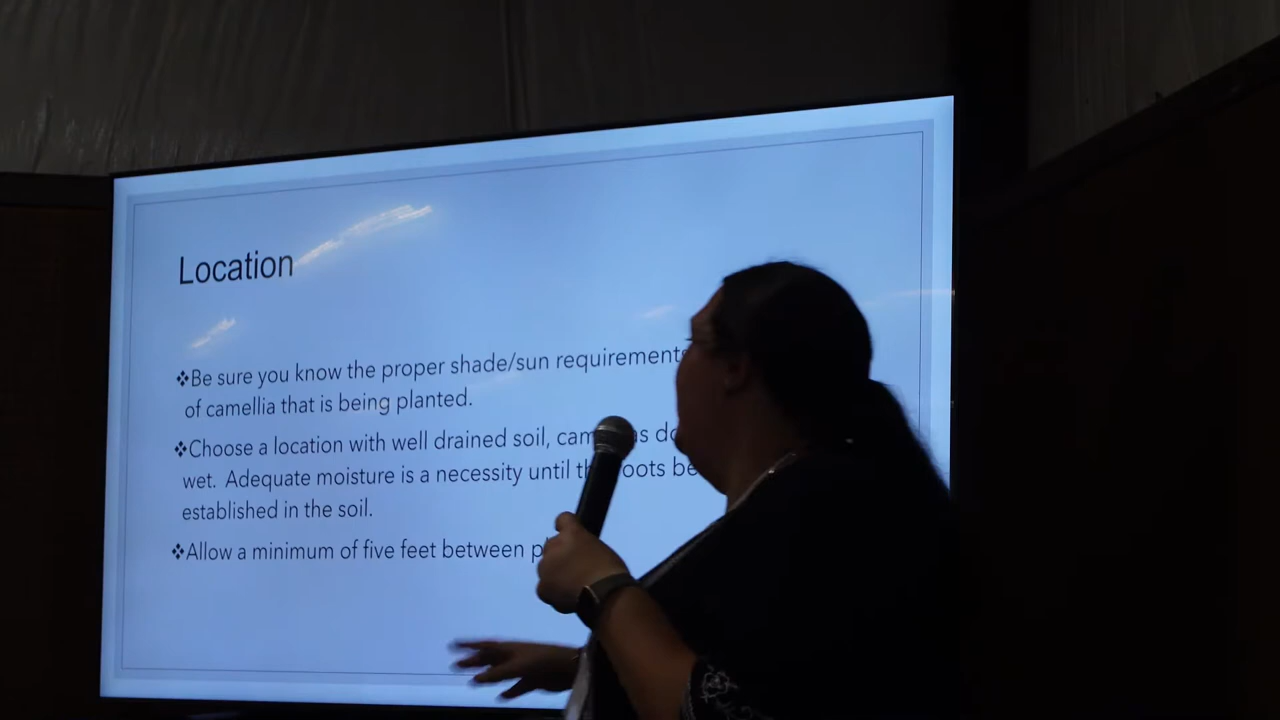 Location
❖Be sure you know the proper shade/sun requirements
of camellia that is being planted.
❖Choose a location with well drained soil,
wet. Adequate moisture is a necessity until
established in the soil.
❖Allow a minimum of five feet between